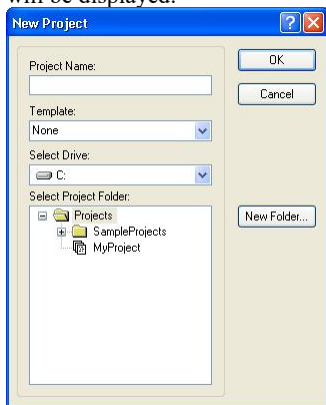 will be displayed.
New Project
Project Name:
OK
Cancel
Template:
None
Select Drive:
C:
Select Project Folder:
Projects
SampleProjects
MyProject
New Folder...